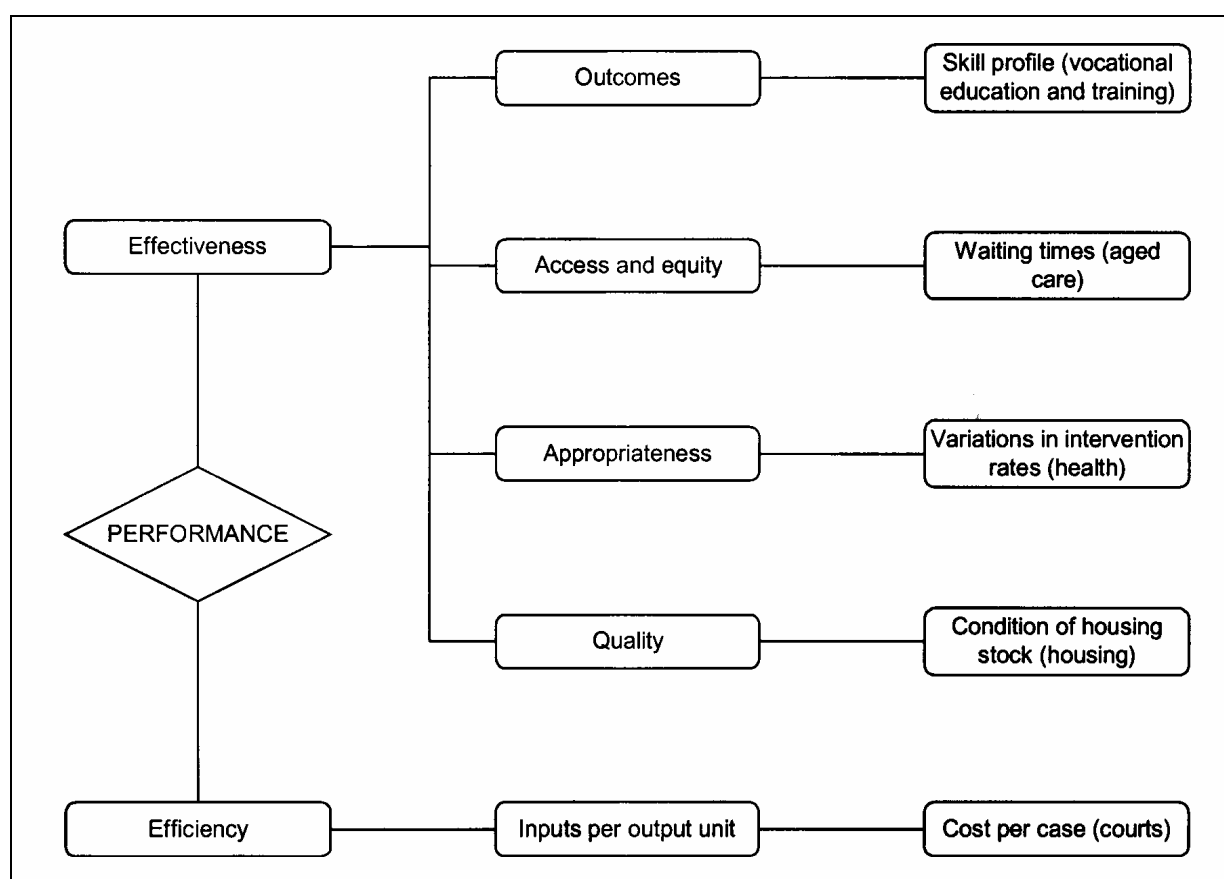 Outcomes
Skill profile (vocational
education and training)
Effectiveness
Access and equity
Waiting times (aged
care)
Appropriateness
Variations in intervention
rates (health)
PERFORMANCE
Quality
Condition of housing
stock (housing)
Efficiency
Inputs per output unit
Cost per case (courts)